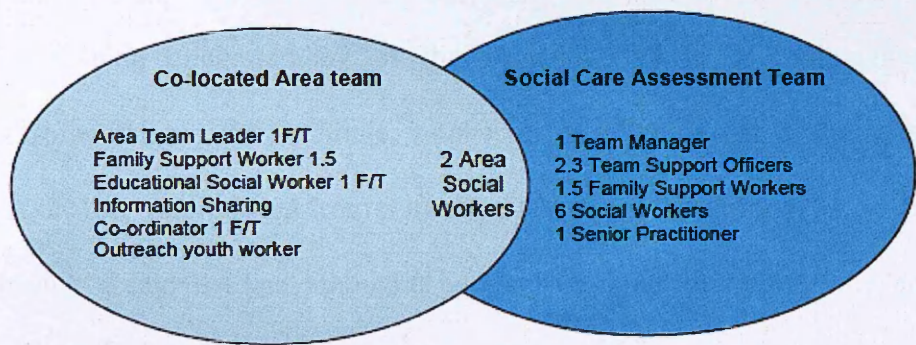 Co-located Area team
Area Team Leader 1F/T
Family Support Worker 1.5
Educational Social Worker 1 F/T
Information Sharing
Co-ordinator 1 F/T
Outreach youth worker
2 Area
Social
Workers
Social Care Assessment Team
1 Team Manager
2.3 Team Support Officers
1.5 Family Support Workers
6 Social Workers
1 Senior Practitioner